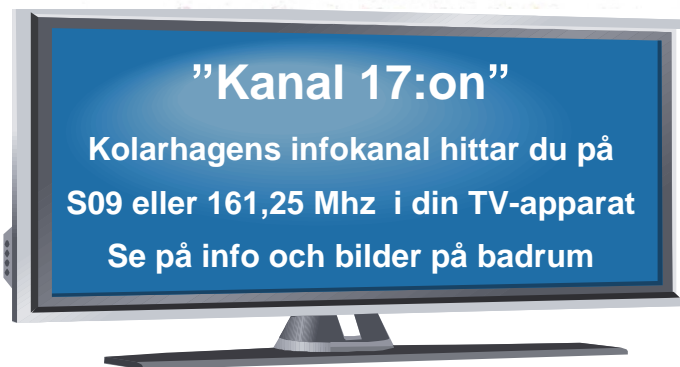 ”Kanal 17:on”
Kolarhagens infokanal hittar du på
S09 eller 161,25 Mhz i din TV-apparat
Se på info och bilder på badrum